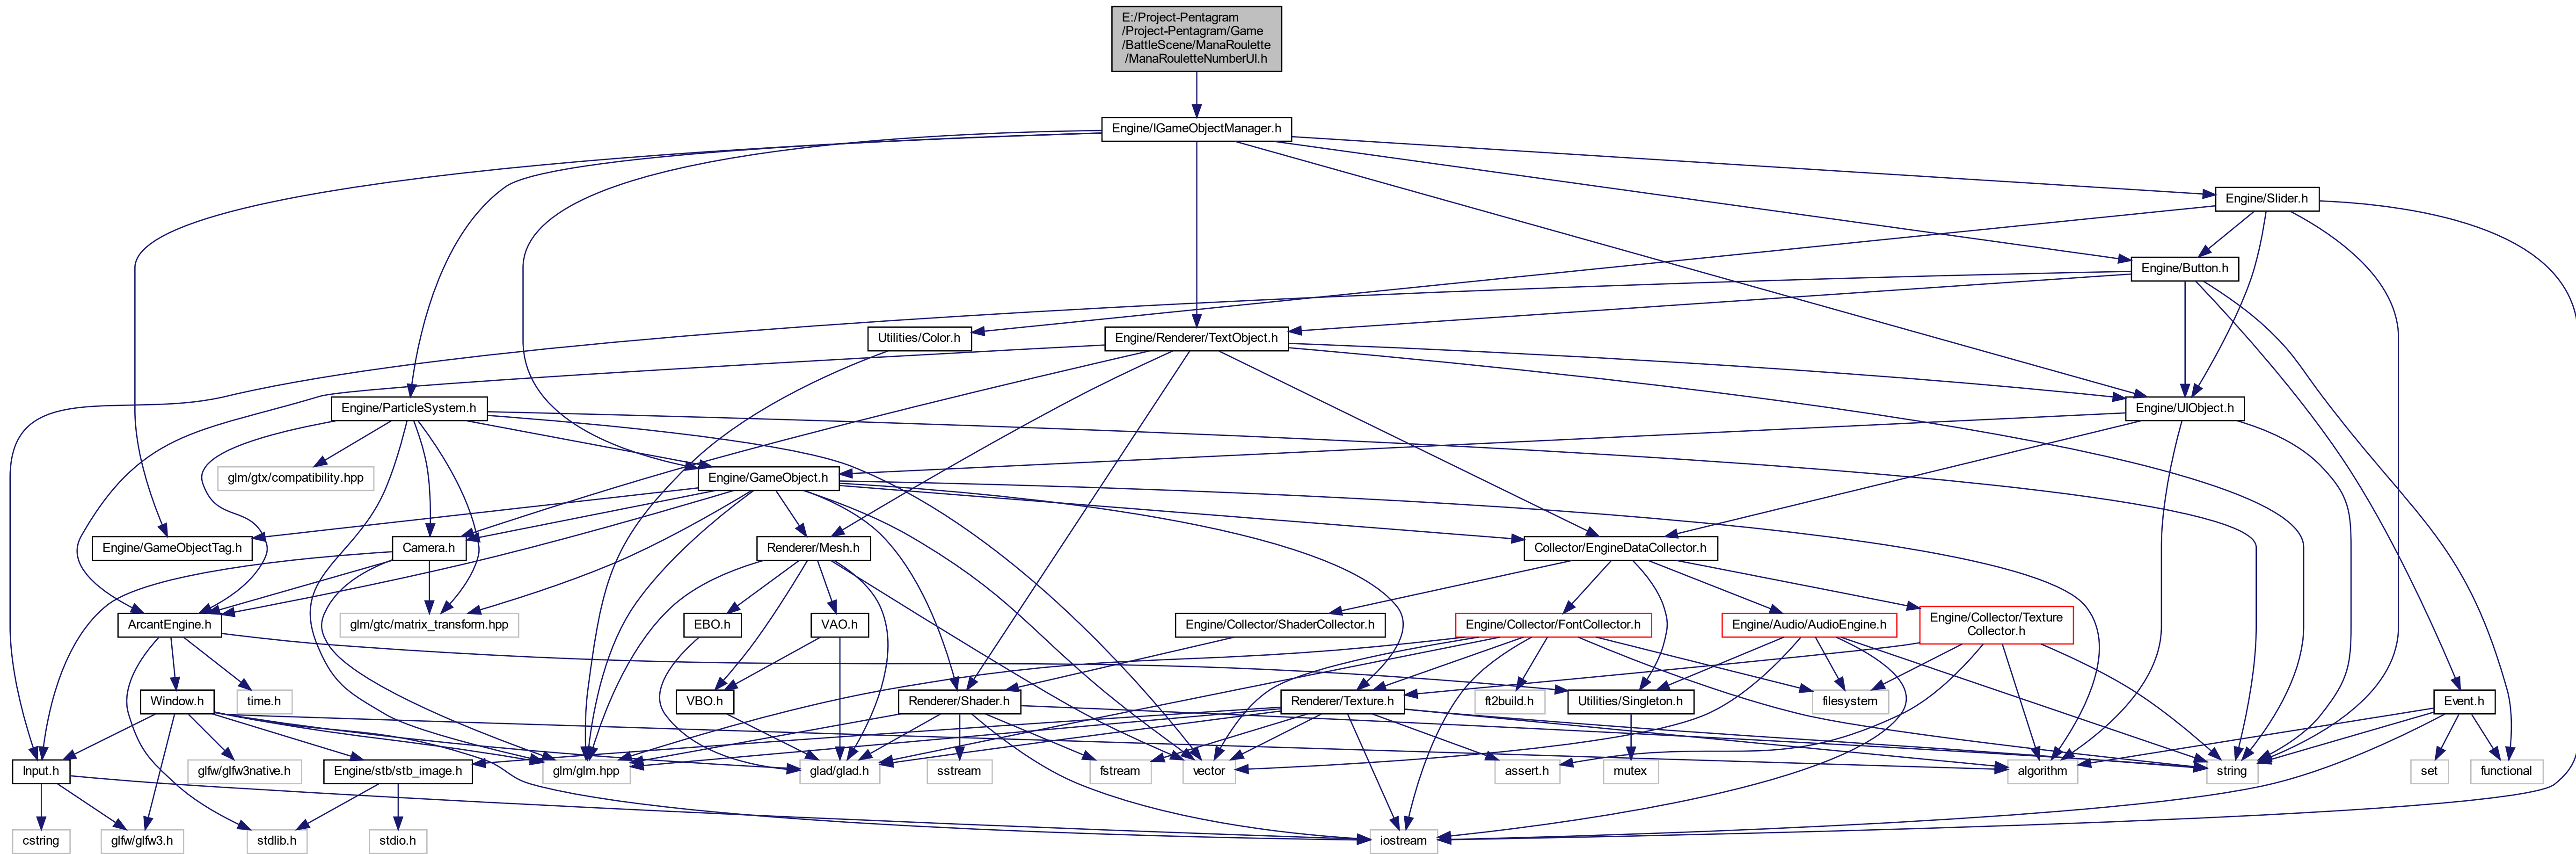 E:/Project-Pentagram
/Project-Pentagram/Game
/BattleScene/ManaRoulette
/ManaRouletteNumberUI.h
Engine/IGameObjectManager.h
Engine/Slider.h
Engine/Button.h
Utilities/Color.h
Engine/Renderer/TextObject.h
Engine/ParticleSystem.h
Engine/UIObject.h
glm/gtx/compatibility.hpp
Engine/GameObject.h
Engine/GameObjectTag.h
Camera.h
Renderer/Mesh.h
Collector/EngineDataCollector.h
ArcantEngine.h
glm/gtc/matrix_transform.hpp
EBO.h
VAO.h
Engine/Collector/ShaderCollector.h
Engine/Collector/FontCollector.h
Engine/Audio/AudioEngine.h
Engine/Collector/Texture
Collector.h
Window.h
time.h
VBO.h
Renderer/Shader.h
Renderer/Texture.h
ft2build.h
Utilities/Singleton.h
filesystem
Event.h
Input.h
glfw/glfw3native.h
Engine/stb/stb_image.h
glm/glm.hpp
glad/glad.h
sstream
fstream
vector
assert.h
mutex
algorithm
string
set
functional
cstring
glfw/glfw3.h
stdlib.h
stdio.h
iostream